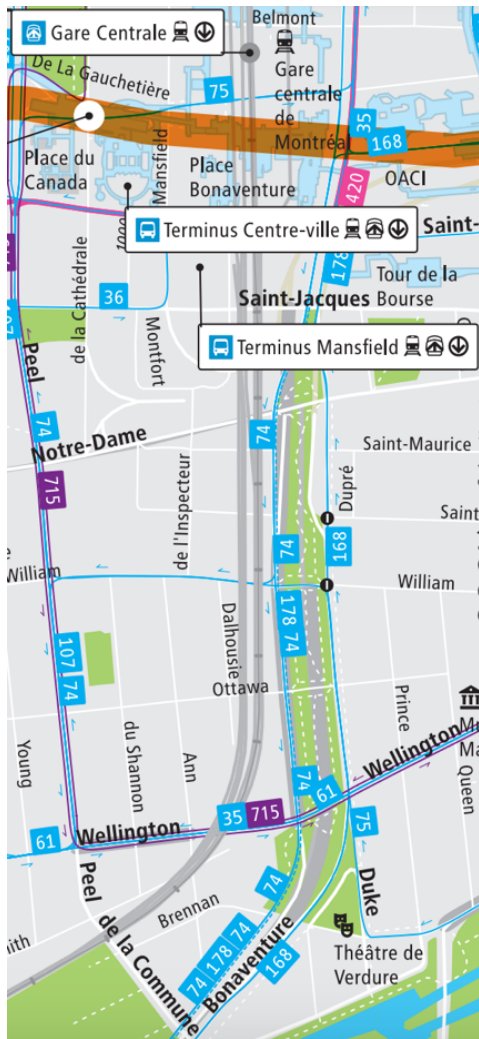 Belmont
Gare Centrale
De La Gauchetière
75
Gare
centrale
de
Montréal
35
168
Place du
Canada
Mansfield
Place
Bonaventure
OACI
420
Terminus Centre-ville
Saint-
178
Tour de la
Bourse
de la Cathédrale
36
Saint-Jacques
Montfort
Peel
Terminus Mansfield
74
Notre-Dame
74
Saint-Maurice
715
de l'Inspecteur
Dupré
Saint
74
168
William
William
178 74
Dalhousie
107
74
Ottawa
Prince
Young
du Shannon
Ann
Wellington
Queen
74
61
35 715
75
61
Wellington
Peel
Duke
74
Brennan
de la Commune
74 178 74
Bonaventure
168
Théâtre de
Verdure